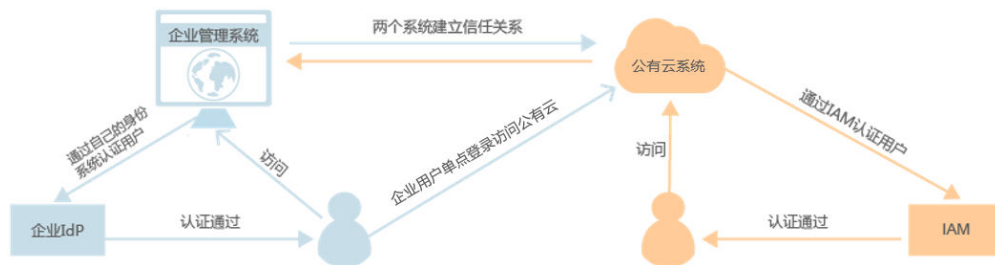 企业管理系统
两个系统建立信任关系
公有云系统
通过自己的身份
系统认证用户
访问
企业用户单点登录访问公有云
访问
通过IAM认证用户
企业IdP
认证通过
认证通过
IAM